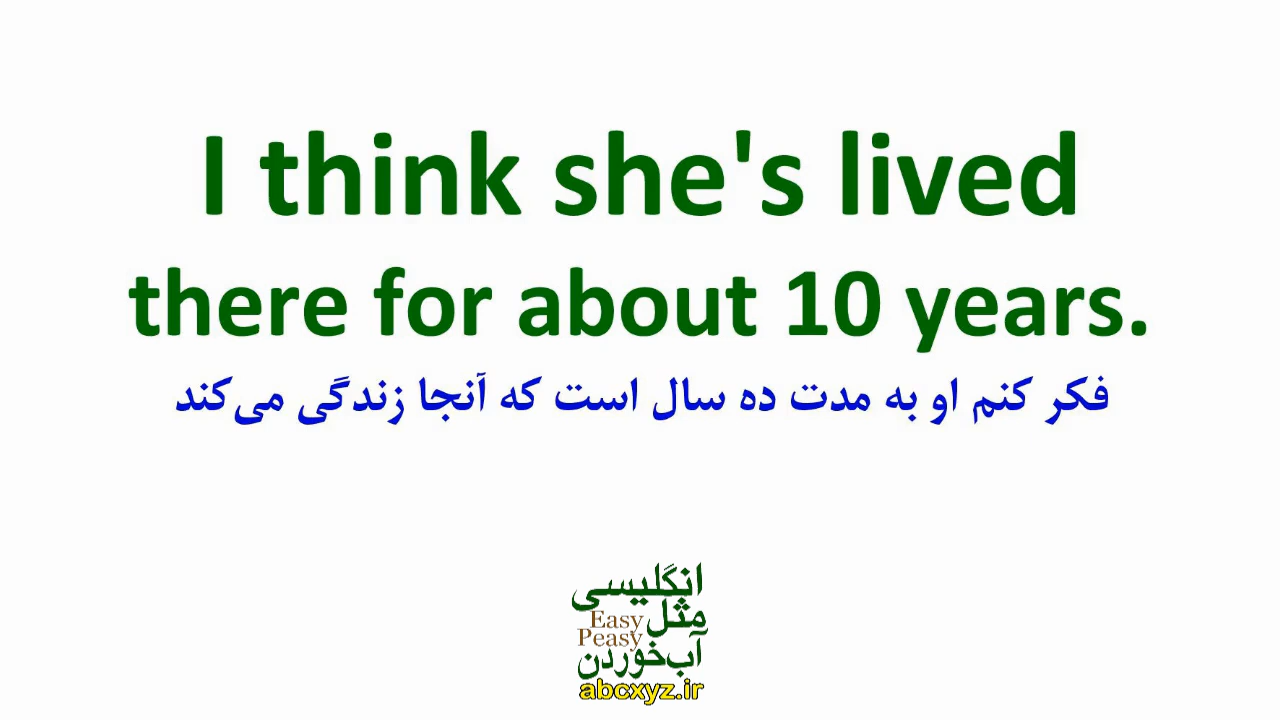 I think she's lived
there for about 10 years.
فکر کنم او به مدت ده سال است که آنجا زندگی می‌کند
انگلیسی
مثل
Easy
Peasy
آب‌خوردن
abcxyz.ir